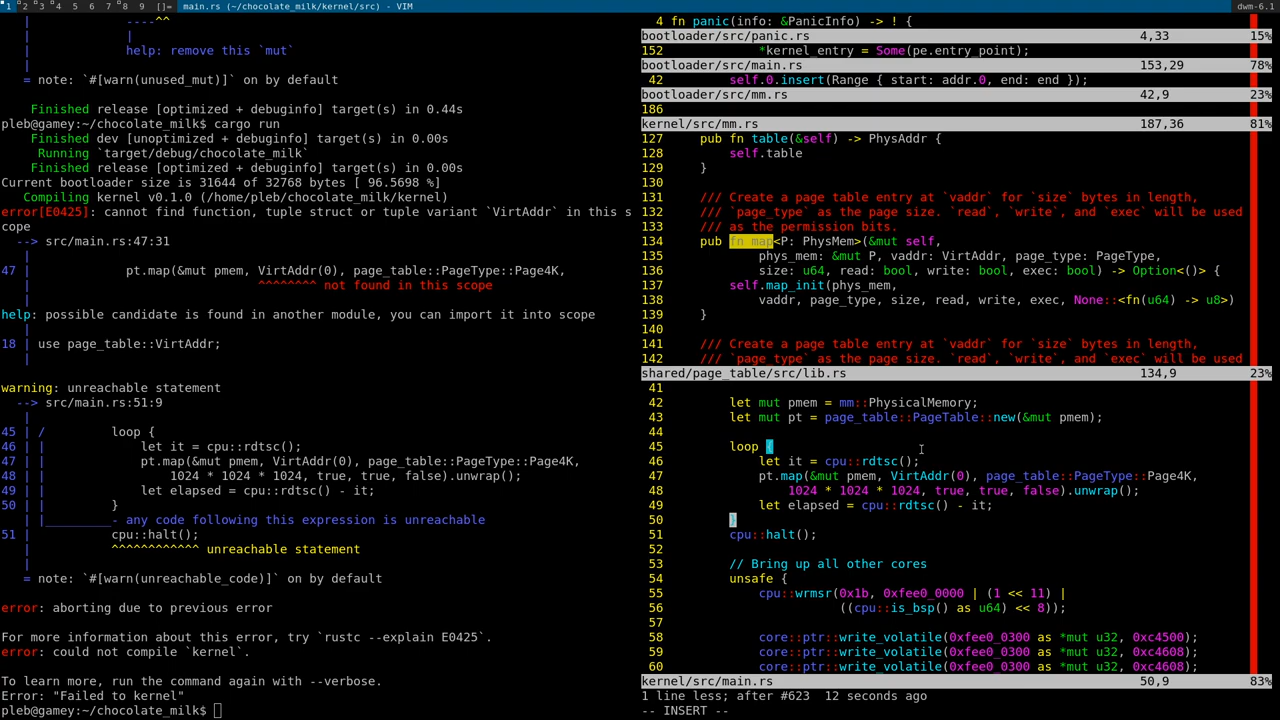 1 2 3 4 5 6 7 8 9 []= main.rs (~/chocolate_milk/kernel/src) - VIM dwm-6.1
| ----^^
| |
| help: remove this `mut`
|
= note: `#[warn(unused_mut)]` on by default
Finished release [optimized + debuginfo] target(s) in 0.44s
pleb@gamey:~/chocolate_milk$ cargo run
Finished dev [unoptimized + debuginfo] target(s) in 0.00s
Running `target/debug/chocolate_milk`
Finished release [optimized + debuginfo] target(s) in 0.00s
Current bootloader size is 31644 of 32768 bytes [ 96.5698 %]
Compiling kernel v0.1.0 (/home/pleb/chocolate_milk/kernel)
error[E0425]: cannot find function, tuple struct or tuple variant `VirtAddr` in this s
cope
--> src/main.rs:47:31
|
47 | pt.map(&mut pmem, VirtAddr(0), page_table::PageType::Page4K,
| ^^^^^^^^ not found in this scope
|
help: possible candidate is found in another module, you can import it into scope
|
18 | use page_table::VirtAddr;
|
warning: unreachable statement
--> src/main.rs:51:9
|
45 | / loop {
46 | | let it = cpu::rdtsc();
47 | | pt.map(&mut pmem, VirtAddr(0), page_table::PageType::Page4K,
48 | | 1024 * 1024 * 1024, true, true, false).unwrap();
49 | | let elapsed = cpu::rdtsc() - it;
50 | | }
| |_________- any code following this expression is unreachable
51 | cpu::halt();
| ^^^^^^^^^^^^ unreachable statement
|
= note: `#[warn(unreachable_code)]` on by default
error: aborting due to previous error
For more information about this error, try `rustc --explain E0425`.
error: could not compile `kernel`.
To learn more, run the command again with --verbose.
Error: "Failed to kernel"
pleb@gamey:~/chocolate_milk$
4 fn panic(info: &PanicInfo) -> ! {
bootloader/src/panic.rs 4,33 15%
152 *kernel_entry = Some(pe.entry_point);
bootloader/src/main.rs 153,29 78%
42 self.0.insert(Range { start: addr.0, end: end });
bootloader/src/mm.rs 42,9 23%
186
kernel/src/mm.rs 187,36 81%
127 pub fn table(&self) -> PhysAddr {
128 self.table
129 }
130
131 /// Create a page table entry at `vaddr` for `size` bytes in length,
132 /// `page_type` as the page size. `read`, `write`, and `exec` will be used
133 /// as the permission bits.
134 pub fn map<P: PhysMem>(&mut self,
135 phys_mem: &mut P, vaddr: VirtAddr, page_type: PageType,
136 size: u64, read: bool, write: bool, exec: bool) -> Option<()> {
137 self.map_init(phys_mem,
138 vaddr, page_type, size, read, write, exec, None::<fn(u64) -> u8>)
139 }
140
141 /// Create a page table entry at `vaddr` for `size` bytes in length,
142 /// `page_type` as the page size. `read`, `write`, and `exec` will be used
shared/page_table/src/lib.rs 134,9 23%
41
42 let mut pmem = mm::PhysicalMemory;
43 let mut pt = page_table::PageTable::new(&mut pmem);
44
45 loop {
46 let it = cpu::rdtsc();
47 pt.map(&mut pmem, VirtAddr(0), page_table::PageType::Page4K,
48 1024 * 1024 * 1024, true, true, false).unwrap();
49 let elapsed = cpu::rdtsc() - it;
50 }
51 cpu::halt();
52
53 // Bring up all other cores
54 unsafe {
55 cpu::wrmsr(0x1b, 0xfee0_0000 | (1 << 11) |
56 ((cpu::is_bsp() as u64) << 8));
57
58 core::ptr::write_volatile(0xfee0_0300 as *mut u32, 0xc4500);
59 core::ptr::write_volatile(0xfee0_0300 as *mut u32, 0xc4608);
60 core::ptr::write_volatile(0xfee0_0300 as *mut u32, 0xc4608);
kernel/src/main.rs 50,9 83%
1 line less; after #623 12 seconds ago
-- INSERT --